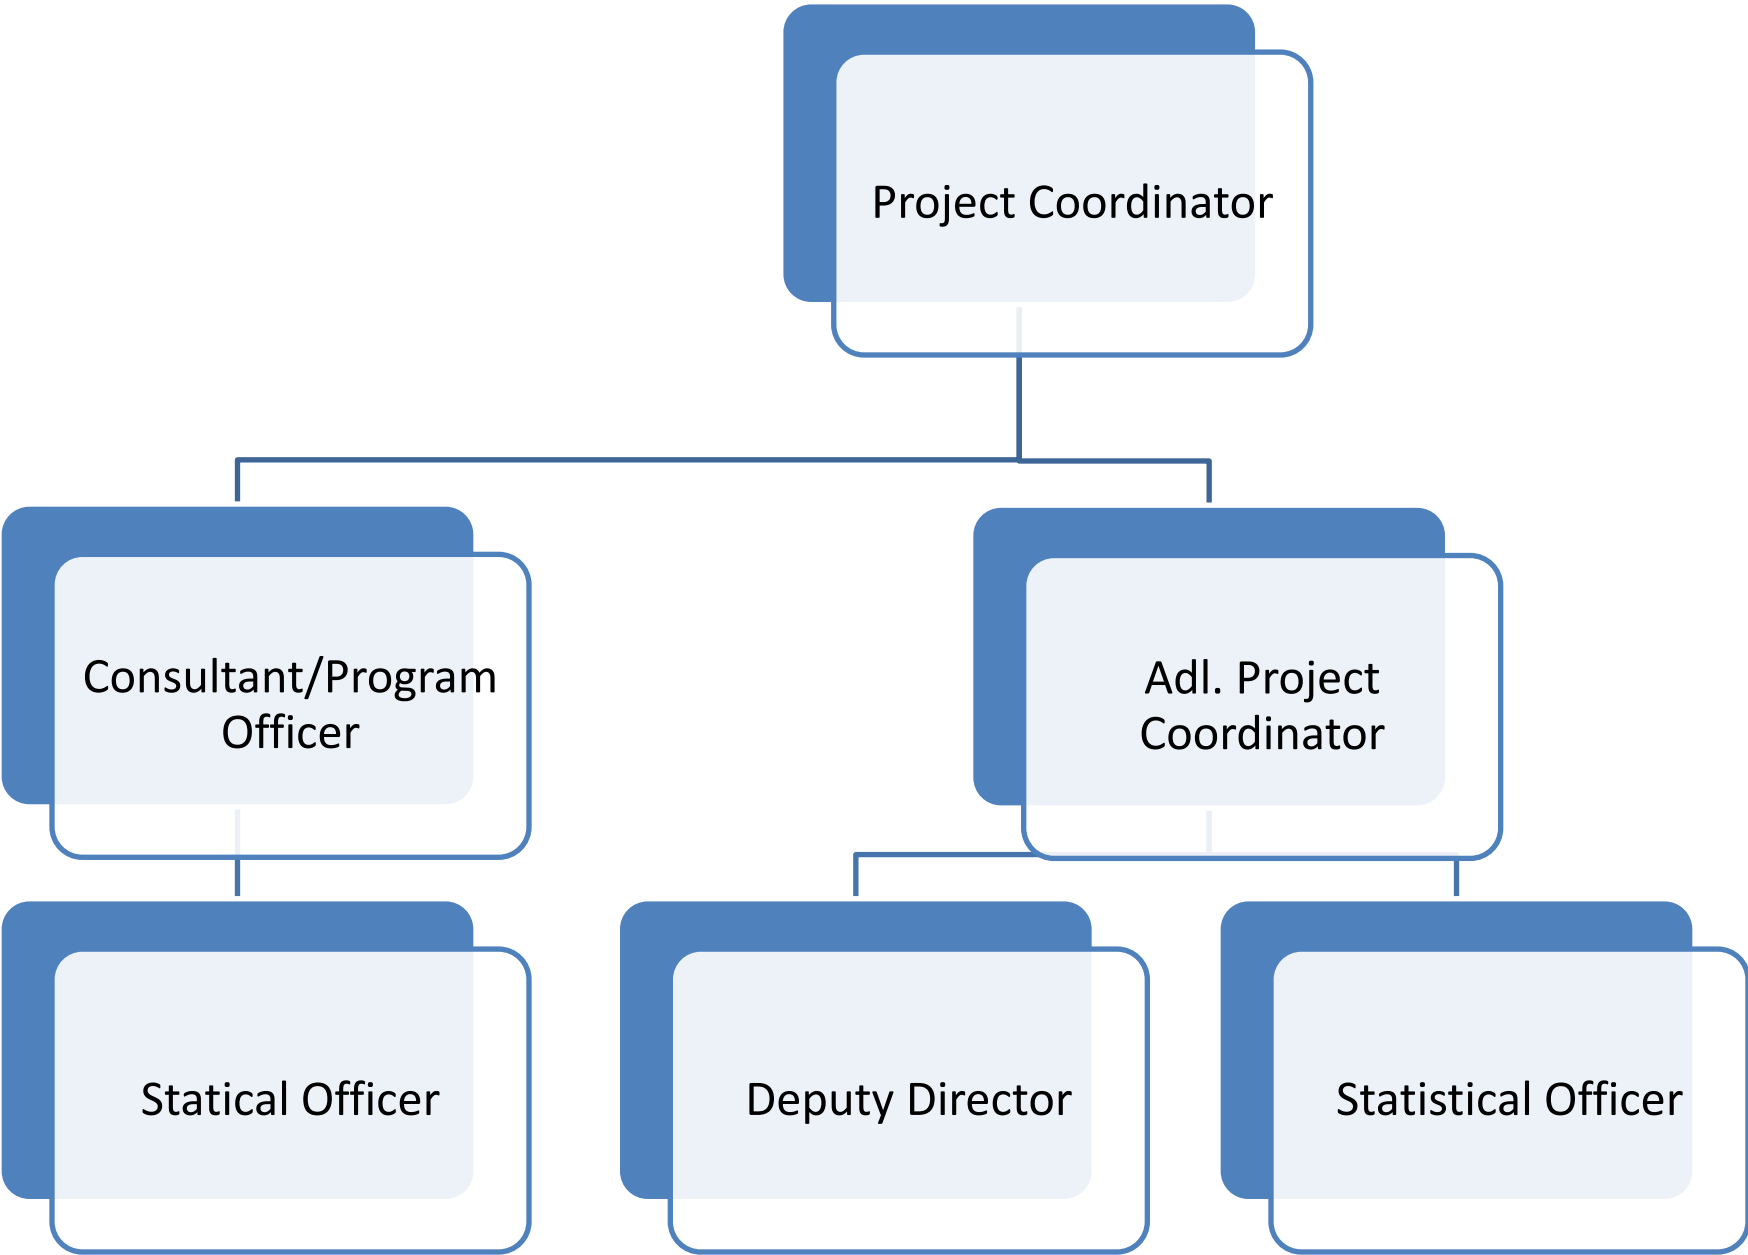 Project Coordinator
Consultant/Program
Officer
Adl. Project
Coordinator
Statical Officer
Deputy Director
Statistical Officer